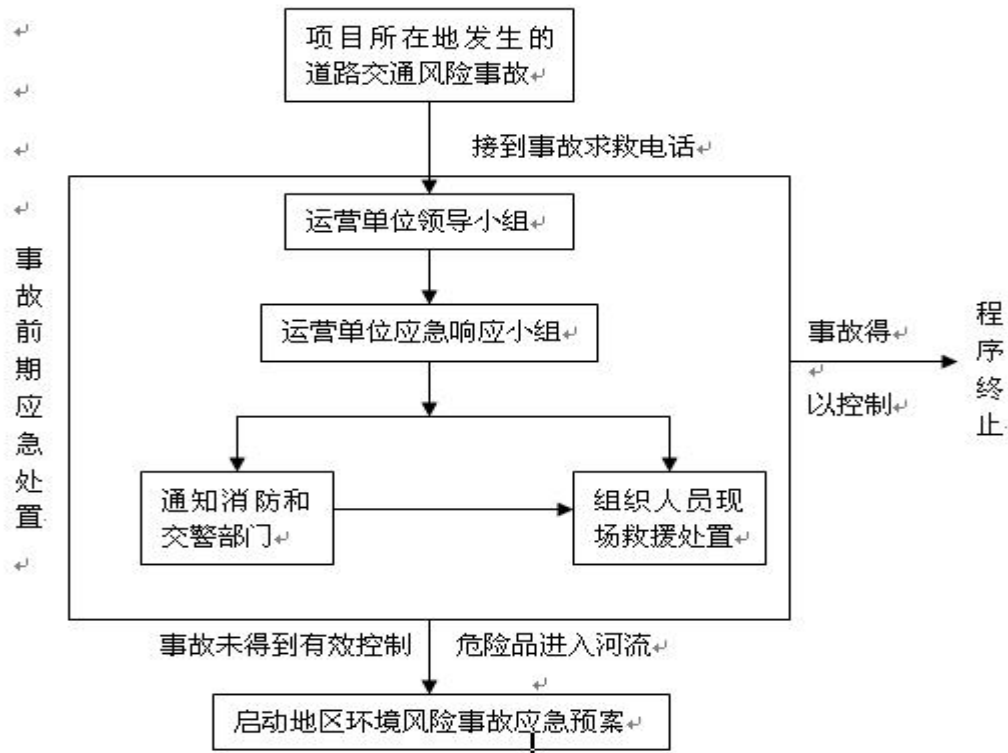 项目所在地发生的
道路交通风险事故
接到事故求救电话
运营单位领导小组
运营单位应急响应小组
通知消防和
交警部门
组织人员现
场救援处置
事故前期应急处置
事故得
以控制
程序终止
事故未得到有效控制
危险品进入河流
启动地区环境风险事故应急预案